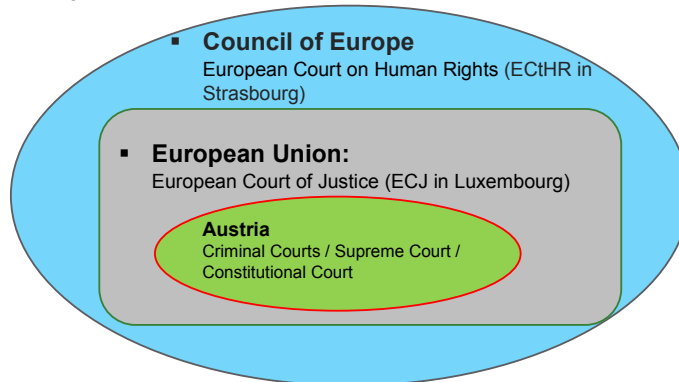 ▪ Council of Europe
European Court on Human Rights (ECtHR in
Strasbourg)
▪ European Union:
European Court of Justice (ECJ in Luxembourg)
Austria
Criminal Courts / Supreme Court /
Constitutional Court